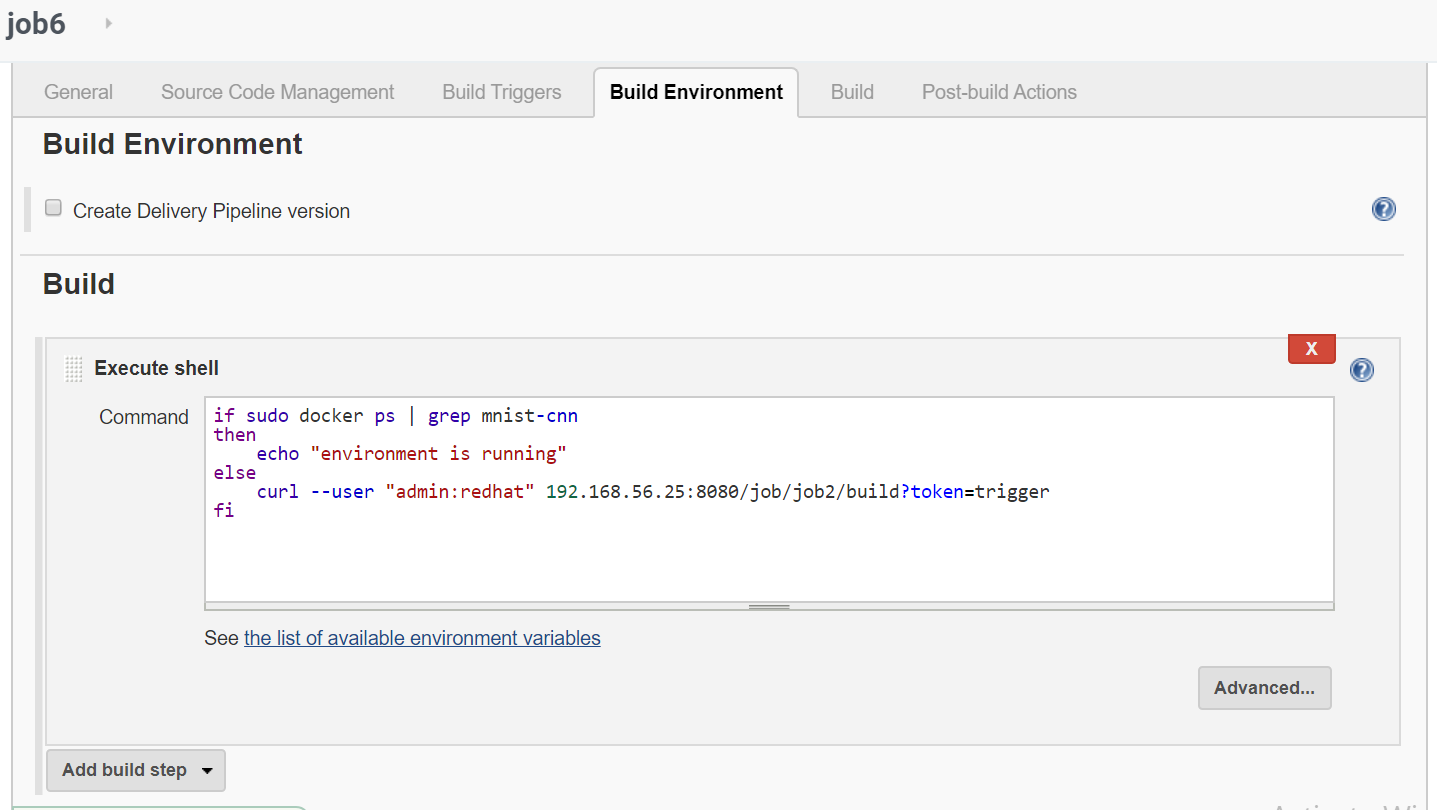 job6
General Source Code Management Build Triggers Build Environment Build Post-build Actions
Build Environment
Create Delivery Pipeline version ?
Build
X
Execute shell ?
Command
if sudo docker ps | grep mnist-cnn
then
    echo "environment is running"
else
    curl --user "admin:redhat" 192.168.56.25:8080/job/job2/build?token=trigger
fi
See the list of available environment variables
Advanced...
Add build step